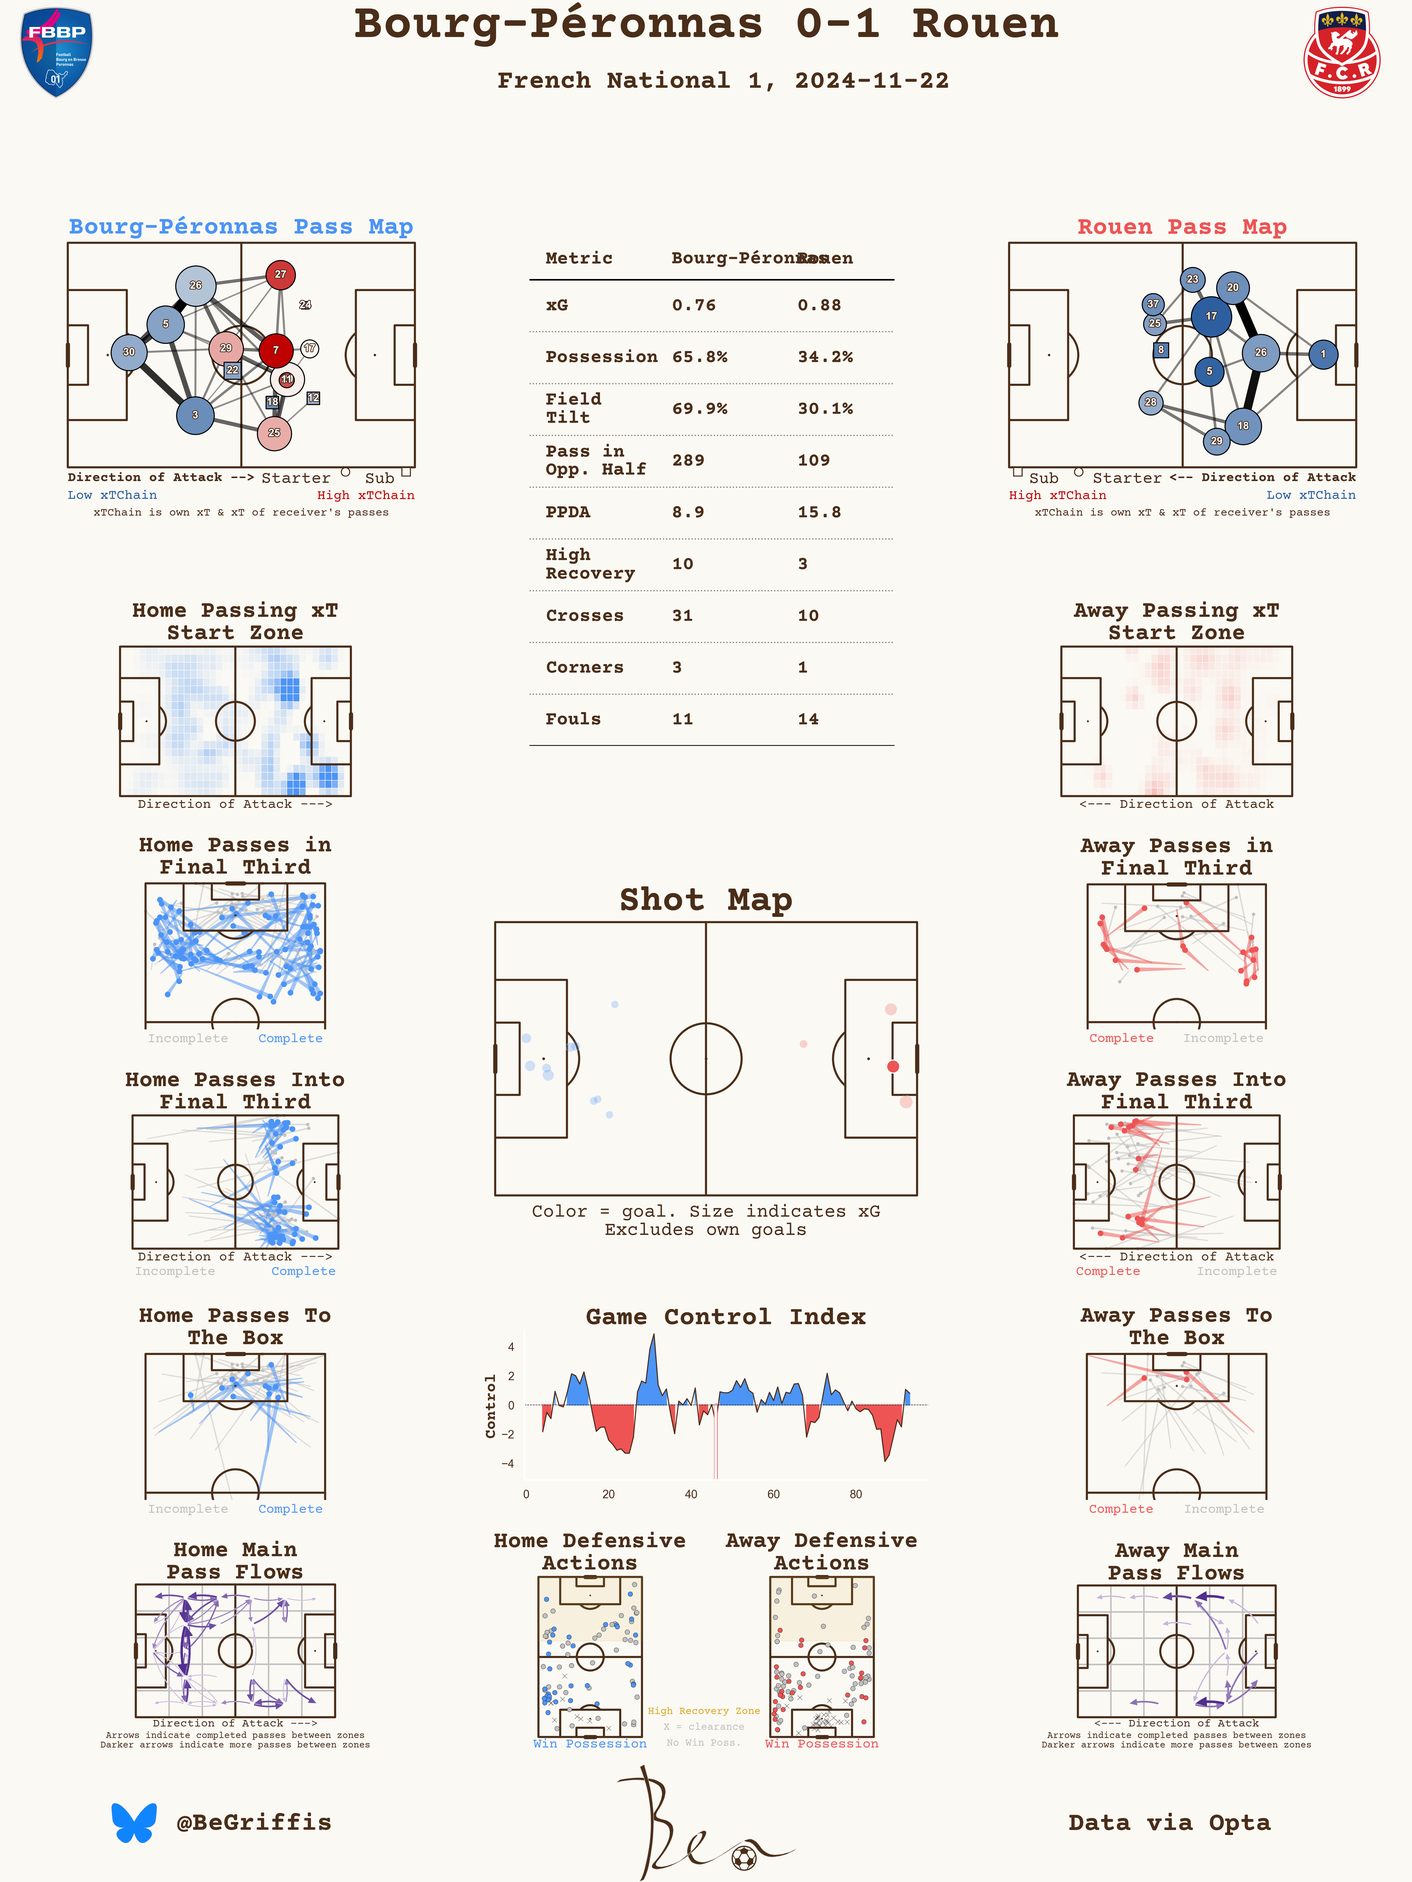 Bourg-Péronnas 0-1 Rouen
French National 1, 2024-11-22
FBBP
Football
Bourg en Bresse
Péronnas
01
F.C.R
1899
Bourg-Péronnas Pass Map
26
27
24
5
30
29
7
17
22
11
18
12
3
25
Direction of Attack --> Starter Sub
Low xTChain High xTChain
xTChain is own xT & xT of receiver's passes
Metric Bourg-Péronnas Rouen
xG 0.76 0.88
Possession 65.8% 34.2%
Field
Tilt 69.9% 30.1%
Pass in
Opp. Half 289 109
PPDA 8.9 15.8
High
Recovery 10 3
Crosses 31 10
Corners 3 1
Fouls 11 14
Rouen Pass Map
23
20
37
25
17
8
26
1
5
28
18
29
Sub Starter <-- Direction of Attack
High xTChain Low xTChain
xTChain is own xT & xT of receiver's passes
Home Passing xT
Start Zone
Direction of Attack --->
Away Passing xT
Start Zone
<--- Direction of Attack
Home Passes in
Final Third
Incomplete Complete
Away Passes in
Final Third
Complete Incomplete
Shot Map
Color = goal. Size indicates xG
Excludes own goals
Home Passes Into
Final Third
Direction of Attack --->
Incomplete Complete
Away Passes Into
Final Third
<--- Direction of Attack
Complete Incomplete
Home Passes To
The Box
Incomplete Complete
Game Control Index
Control
4
2
0
−2
−4
0 20 40 60 80
Away Passes To
The Box
Complete Incomplete
Home Main
Pass Flows
Direction of Attack --->
Arrows indicate completed passes between zones
Darker arrows indicate more passes between zones
Home Defensive
Actions
Win Possession
Away Defensive
Actions
Win Possession
High Recovery Zone
X = clearance
No Win Poss.
Away Main
Pass Flows
<--- Direction of Attack
Arrows indicate completed passes between zones
Darker arrows indicate more passes between zones
@BeGriffis
Ben
Data via Opta